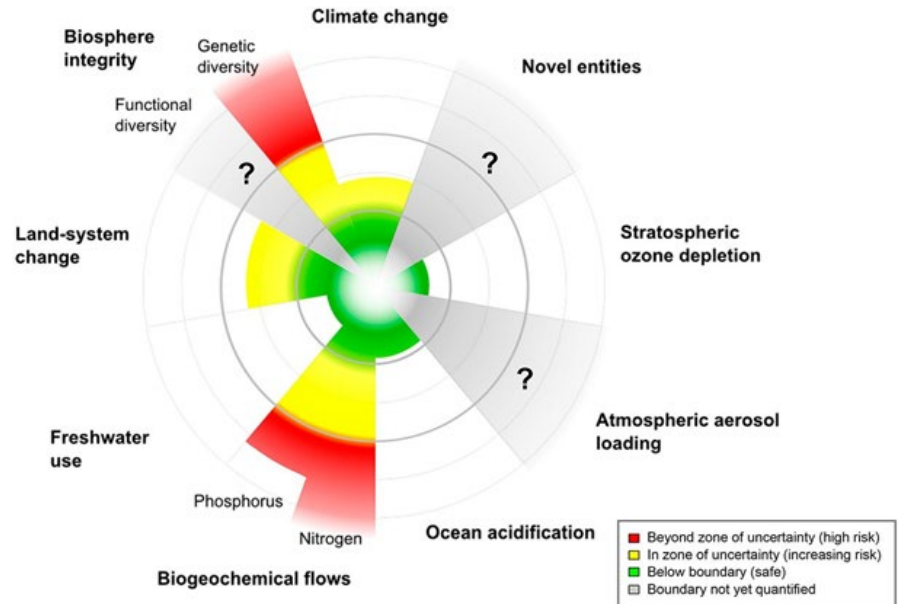 Climate change
Biosphere
integrity
Genetic
diversity
Functional
diversity
Novel entities
?
?
Land-system
change
Stratospheric
ozone depletion
?
Atmospheric aerosol
loading
Freshwater
use
Phosphorus
Nitrogen
Ocean acidification
Biogeochemical flows
Beyond zone of uncertainty (high risk)
In zone of uncertainty (increasing risk)
Below boundary (safe)
Boundary not yet quantified